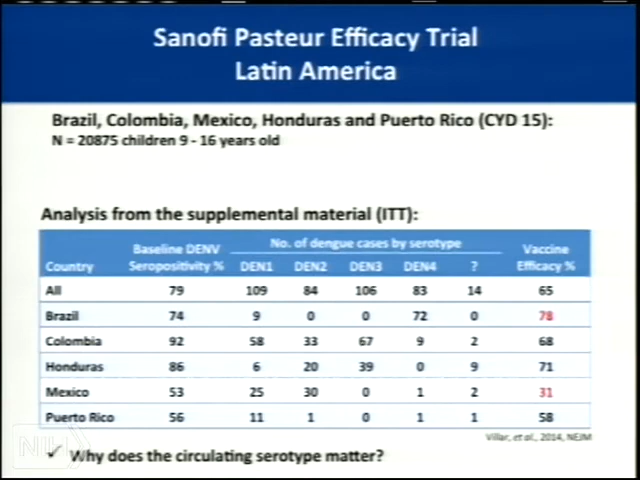 Sanofi Pasteur Efficacy Trial
Latin America
Brazil, Colombia, Mexico, Honduras and Puerto Rico (CYD 15):
N = 20875 children 9 - 16 years old
Analysis from the supplemental material (ITT):
Country Baseline DENV Seropositivity % No. of dengue cases by serotype Vaccine Efficacy %
DEN1 DEN2 DEN3 DEN4 ?
All 79 109 84 106 83 14 65
Brazil 74 9 0 0 72 0 78
Colombia 92 58 33 67 9 2 68
Honduras 86 6 20 39 0 9 71
Mexico 53 25 30 0 1 2 31
Puerto Rico 56 11 1 0 1 1 58
Villar, et al., 2014, NEJM
NIH
✓ Why does the circulating serotype matter?